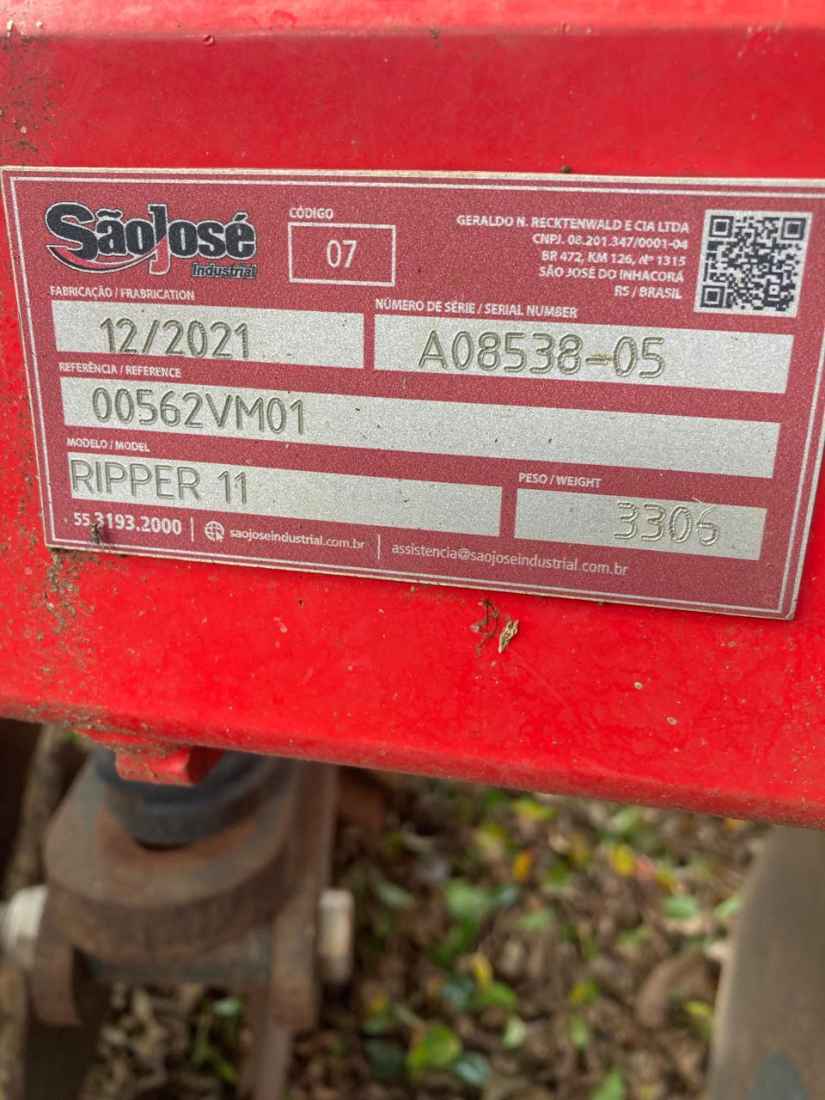 SãoJosé
Industrial
CÓDIGO
07
GERALDO N. RECKTENWALD E CIA LTDA
CNPJ. 08.201.347/0001-04
BR 472, KM 126, Nº 1315
SÃO JOSÉ DO INHACORÁ
RS / BRASIL
FABRICAÇÃO / FRABRICATION
12/2021
NÚMERO DE SÉRIE / SERIAL NUMBER
A08538-05
REFERÊNCIA / REFERENCE
00562VM01
MODELO / MODEL
RIPPER 11
PESO / WEIGHT
3306
55.3193.2000 | saojoseindustrial.com.br | assistencia@saojoseindustrial.com.br